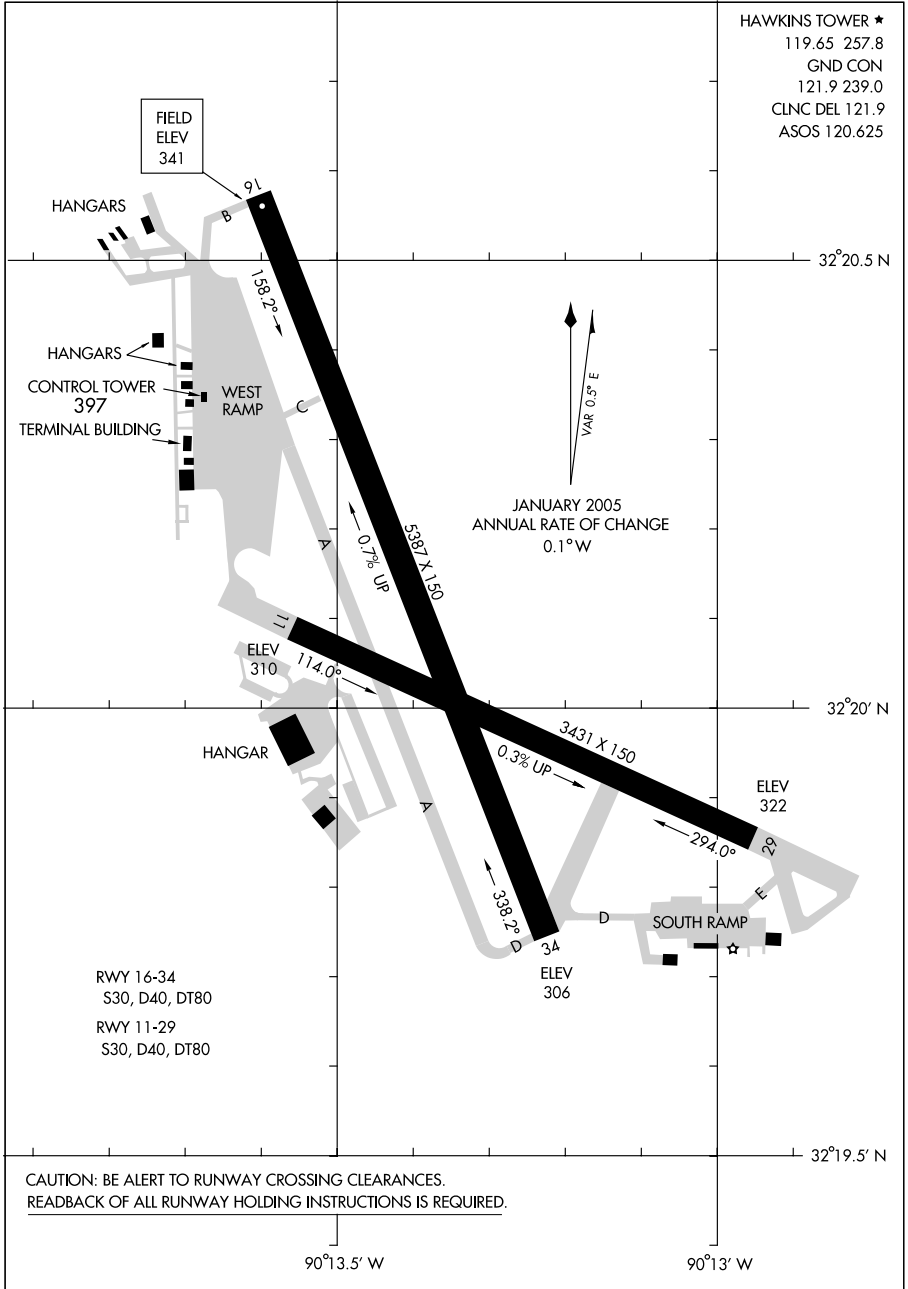 HAWKINS TOWER ★
119.65 257.8
GND CON
121.9 239.0
CLNC DEL 121.9
ASOS 120.625
FIELD
ELEV
341
16
HANGARS
B
32°20.5 N
158.2°
HANGARS
CONTROL TOWER
397
TERMINAL BUILDING
WEST
RAMP
C
VAR 0.5° E
JANUARY 2005
ANNUAL RATE OF CHANGE
0.1° W
A
0.7% UP
5387 X 150
11
ELEV
310
114.0°
32°20' N
HANGAR
3431 X 150
0.3% UP
ELEV
322
A
294.0°
29
338.2°
E
D
SOUTH RAMP
D
34
ELEV
306
RWY 16-34
S30, D40, DT80
RWY 11-29
S30, D40, DT80
32°19.5' N
CAUTION: BE ALERT TO RUNWAY CROSSING CLEARANCES.
READBACK OF ALL RUNWAY HOLDING INSTRUCTIONS IS REQUIRED.
90°13.5' W
90°13' W